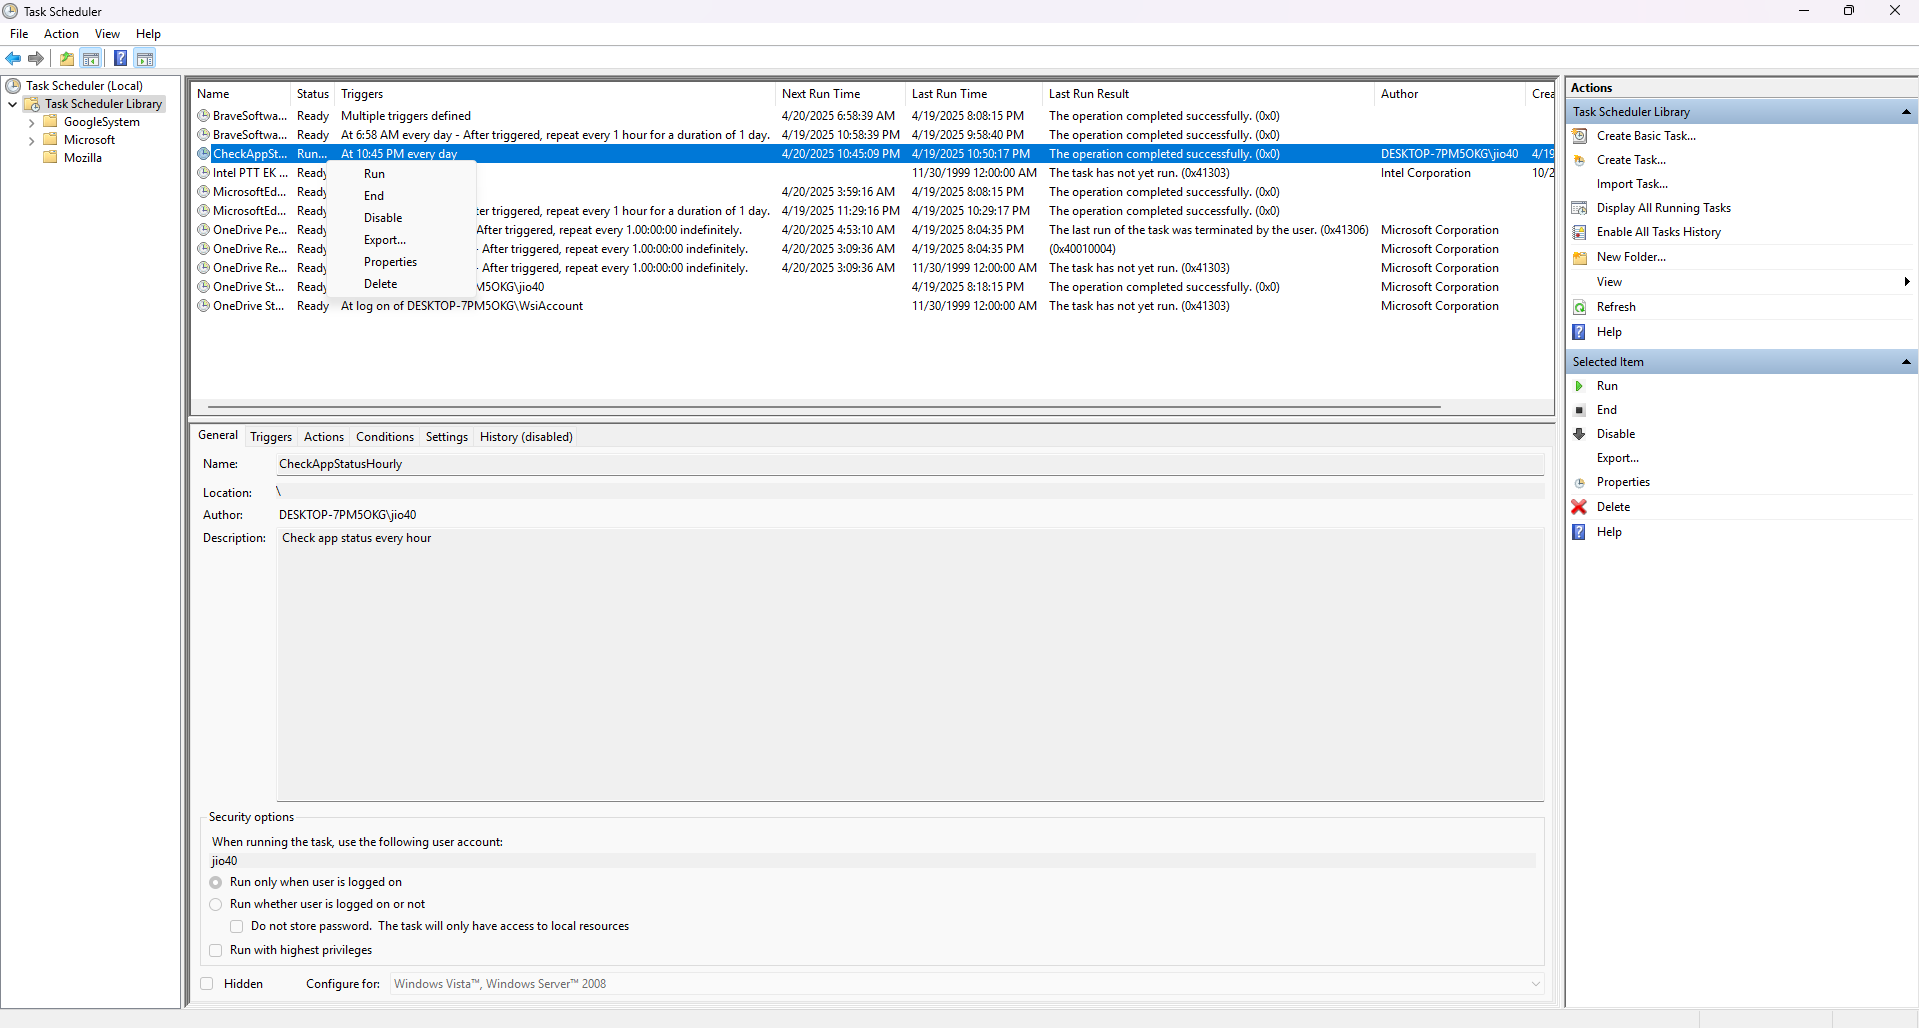 Task Scheduler
File Action View Help
Task Scheduler (Local)
Task Scheduler Library
GoogleSystem
Microsoft
Mozilla
Name Status Triggers Next Run Time Last Run Time Last Run Result Author Crea
BraveSoftwa... Ready Multiple triggers defined 4/20/2025 6:58:39 AM 4/19/2025 8:08:15 PM The operation completed successfully. (0x0)
BraveSoftwa... Ready At 6:58 AM every day - After triggered, repeat every 1 hour for a duration of 1 day. 4/19/2025 10:58:39 PM 4/19/2025 9:58:40 PM The operation completed successfully. (0x0)
CheckAppSt... Run... At 10:45 PM every day 4/20/2025 10:45:09 PM 4/19/2025 10:50:17 PM The operation completed successfully. (0x0) DESKTOP-7PM5OKG\jio40 4/19
Intel PTT EK ... Ready 11/30/1999 12:00:00 AM The task has not yet run. (0x41303) Intel Corporation 10/2
MicrosoftEd... Ready 4/20/2025 3:59:16 AM 4/19/2025 8:08:15 PM The operation completed successfully. (0x0)
MicrosoftEd... Ready ter triggered, repeat every 1 hour for a duration of 1 day. 4/19/2025 11:29:16 PM 4/19/2025 10:29:17 PM The operation completed successfully. (0x0)
OneDrive Pe... Ready After triggered, repeat every 1.00:00:00 indefinitely. 4/20/2025 4:53:10 AM 4/19/2025 8:04:35 PM The last run of the task was terminated by the user. (0x41306) Microsoft Corporation
OneDrive Re... Ready - After triggered, repeat every 1.00:00:00 indefinitely. 4/20/2025 3:09:36 AM 4/19/2025 8:04:35 PM (0x40010004) Microsoft Corporation
OneDrive Re... Ready - After triggered, repeat every 1.00:00:00 indefinitely. 4/20/2025 3:09:36 AM 11/30/1999 12:00:00 AM The task has not yet run. (0x41303) Microsoft Corporation
OneDrive St... Ready M5OKG\jio40 4/19/2025 8:18:15 PM The operation completed successfully. (0x0) Microsoft Corporation
OneDrive St... Ready At log on of DESKTOP-7PM5OKG\WsiAccount 11/30/1999 12:00:00 AM The task has not yet run. (0x41303) Microsoft Corporation
Run
End
Disable
Export...
Properties
Delete
General Triggers Actions Conditions Settings History (disabled)
Name: CheckAppStatusHourly
Location: \
Author: DESKTOP-7PM5OKG\jio40
Description: Check app status every hour
Security options
When running the task, use the following user account:
jio40
Run only when user is logged on
Run whether user is logged on or not
Do not store password. The task will only have access to local resources
Run with highest privileges
Hidden Configure for: Windows Vista™, Windows Server™ 2008
Actions
Task Scheduler Library
Create Basic Task...
Create Task...
Import Task...
Display All Running Tasks
Enable All Tasks History
New Folder...
View
Refresh
Help
Selected Item
Run
End
Disable
Export...
Properties
Delete
Help